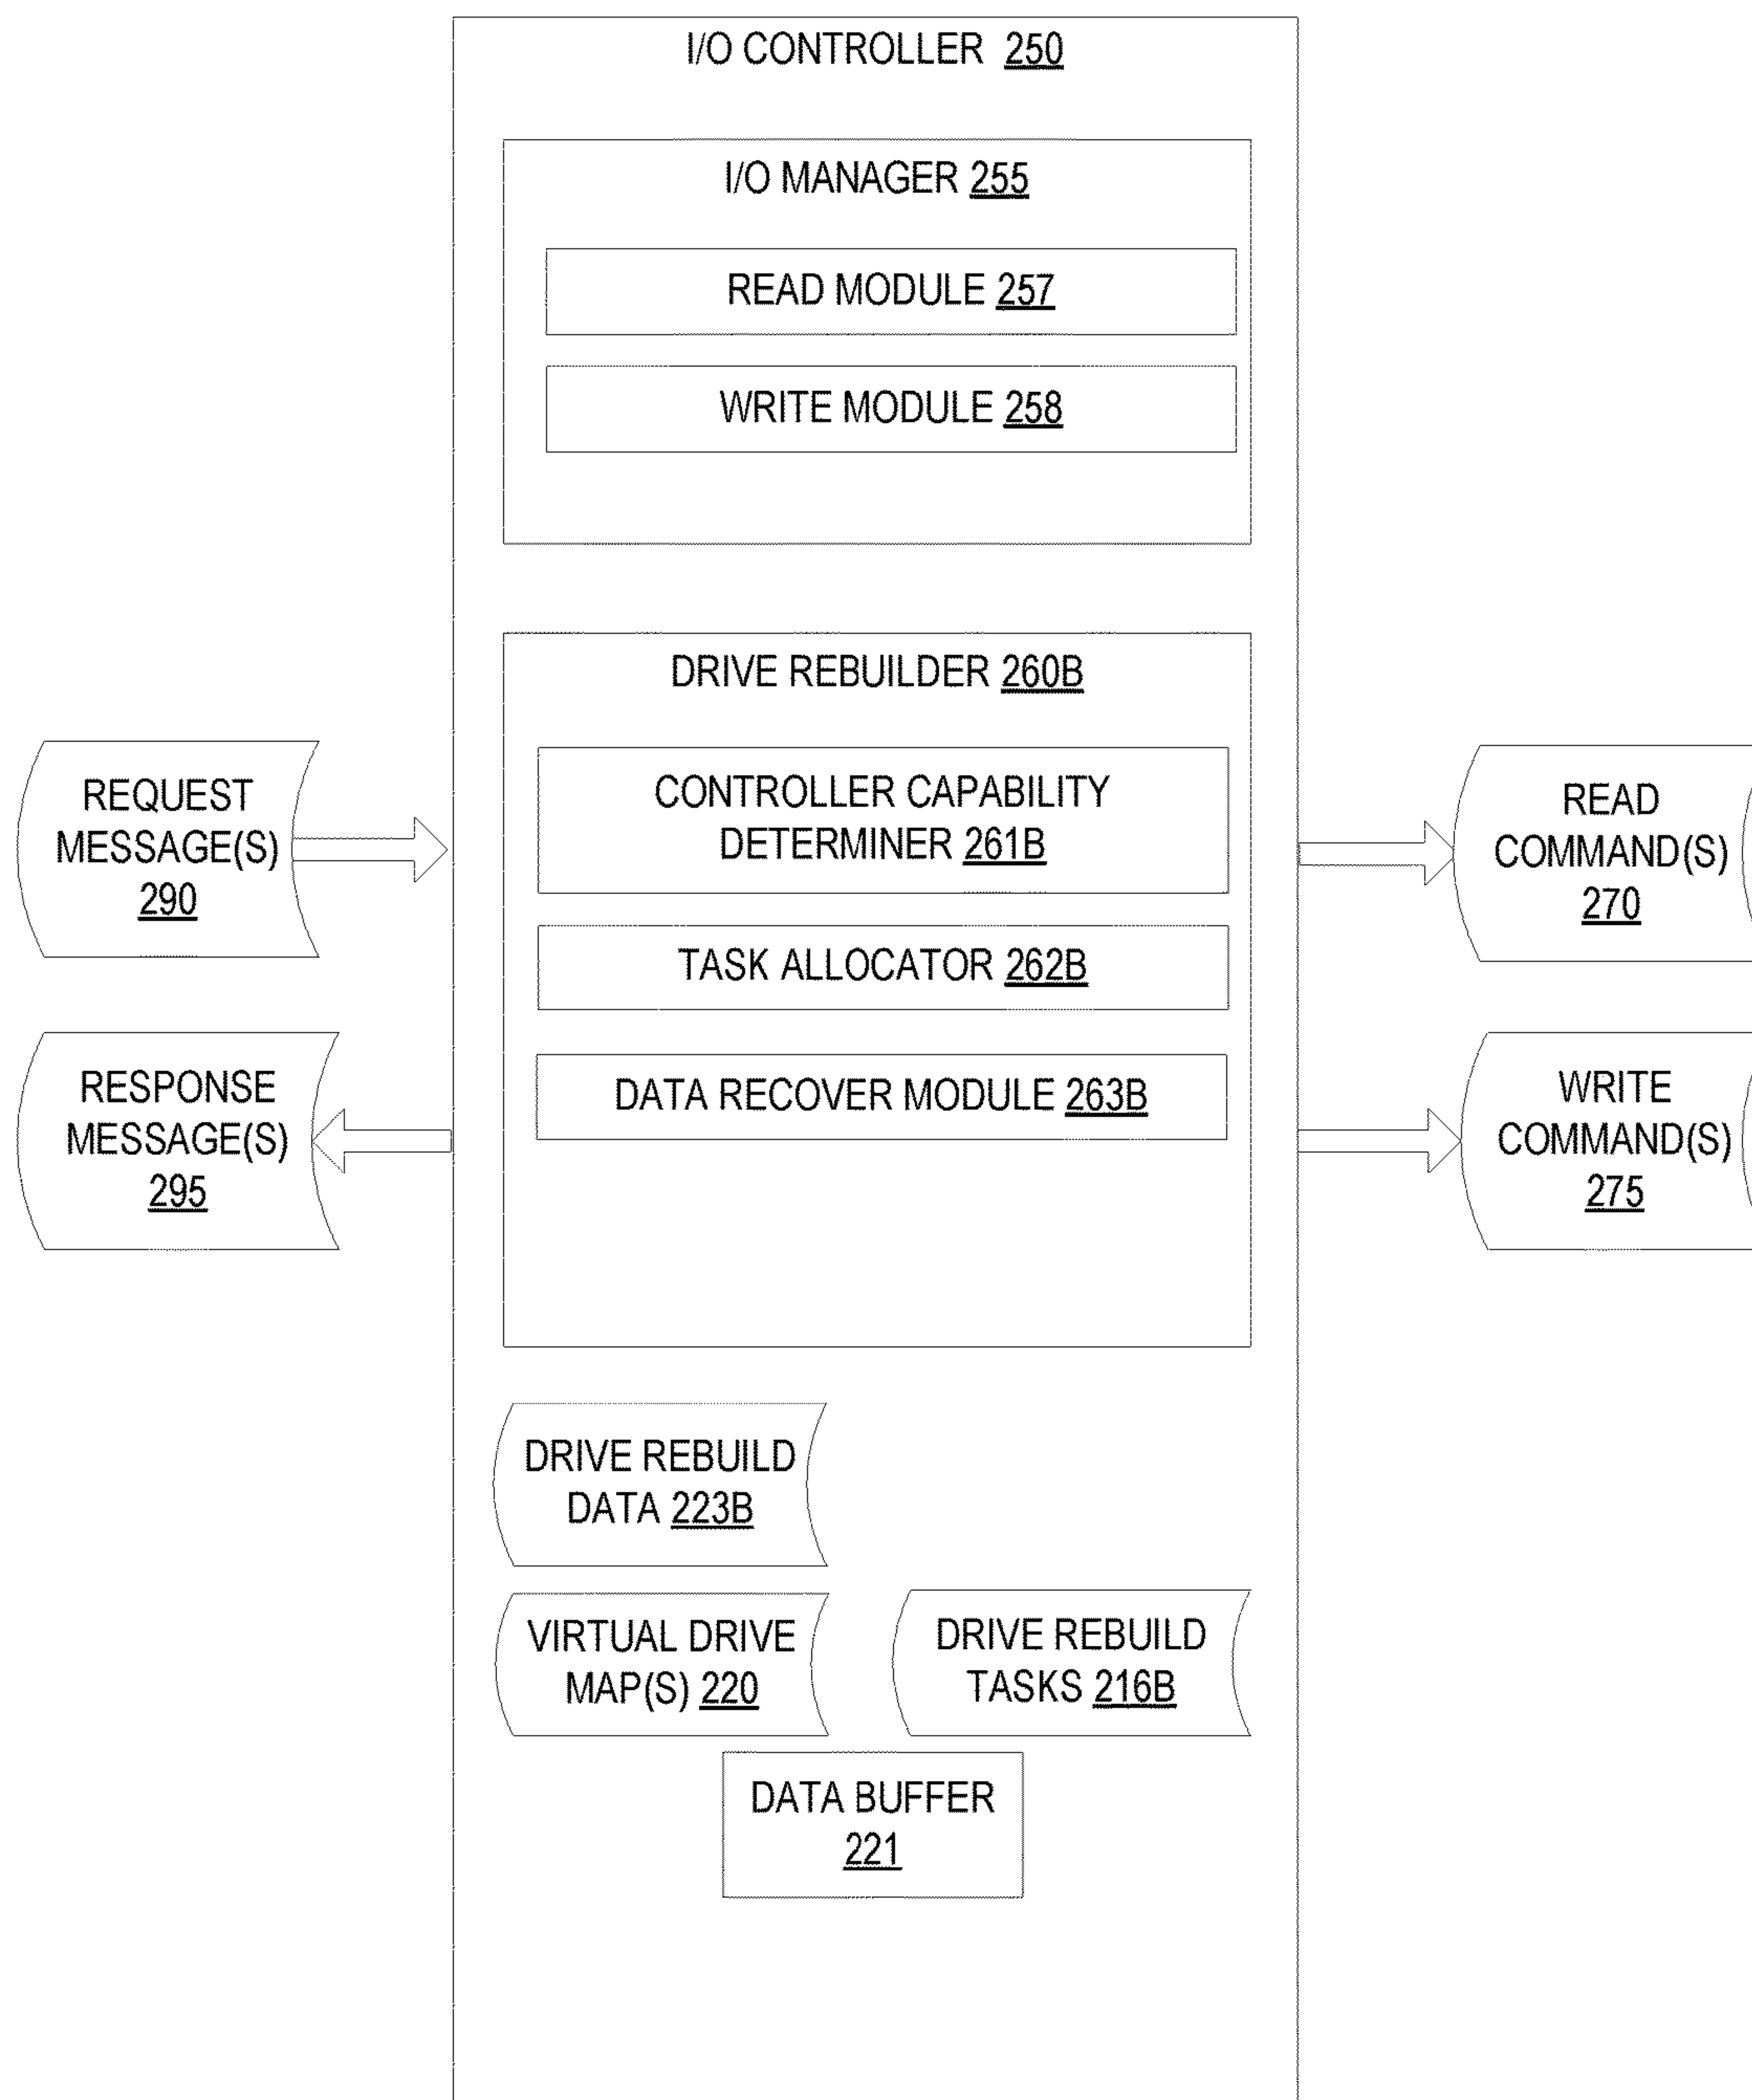 I/O CONTROLLER 250
I/O MANAGER 255
READ MODULE 257
WRITE MODULE 258
DRIVE REBUILDER 260B
CONTROLLER CAPABILITY
DETERMINER 261B
TASK ALLOCATOR 262B
DATA RECOVER MODULE 263B
REQUEST
MESSAGE(S)
290
RESPONSE
MESSAGE(S)
295
READ
COMMAND(S)
270
WRITE
COMMAND(S)
275
DRIVE REBUILD
DATA 223B
VIRTUAL DRIVE
MAP(S) 220
DRIVE REBUILD
TASKS 216B
DATA BUFFER
221